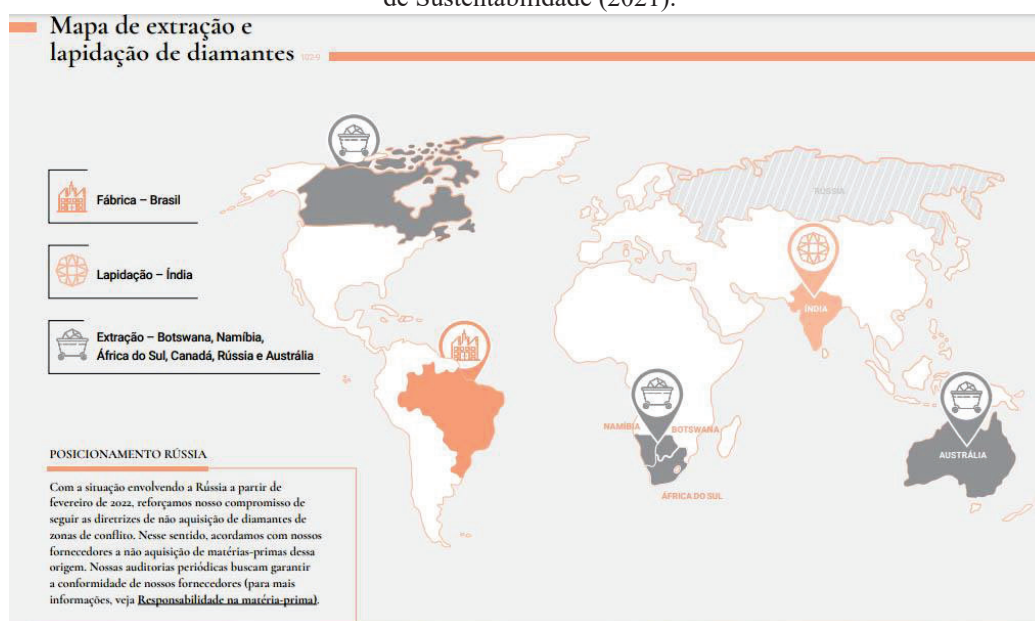 de Sustentabilidade (2021).
Mapa de extração e
lapidação de diamantes
Fábrica – Brasil
Lapidação – Índia
Extração – Botswana, Namíbia,
África do Sul, Canadá, Rússia e Austrália
RÚSSIA
ÍNDIA
NAMÍBIA
BOTSWANA
AUSTRÁLIA
ÁFRICA DO SUL
POSICIONAMENTO RÚSSIA
Com a situação envolvendo a Rússia a partir de
fevereiro de 2022, reforçamos nosso compromisso de
seguir as diretrizes de não aquisição de diamantes de
zonas de conflito. Nesse sentido, acordamos com nossos
fornecedores a não aquisição de matérias-primas dessa
origem. Nossas auditorias periódicas buscam garantir
a conformidade de nossos fornecedores (para mais
informações, veja Responsabilidade na matéria-prima).